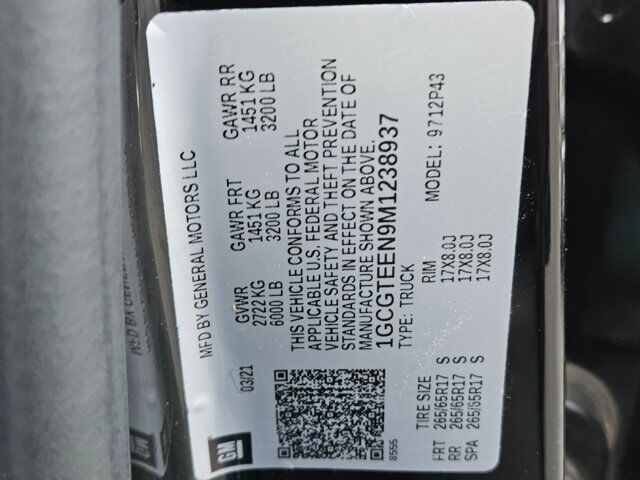 GM
03/21
MFD BY GENERAL MOTORS LLC
GVWR GAWR FRT GAWR RR
2722 KG 1451 KG 1451 KG
6000 LB 3200 LB 3200 LB
THIS VEHICLE CONFORMS TO ALL
APPLICABLE U.S. FEDERAL MOTOR
VEHICLE SAFETY AND THEFT PREVENTION
STANDARDS IN EFFECT ON THE DATE OF
MANUFACTURE SHOWN ABOVE.
1GCGTEEN9M1238937
8555
TYPE: TRUCK MODEL: 9712P43
TIRE SIZE RIM
FRT 265/65R17 S 17X8.0J
RR 265/65R17 S 17X8.0J
SPA 265/65R17 S 17X8.0J